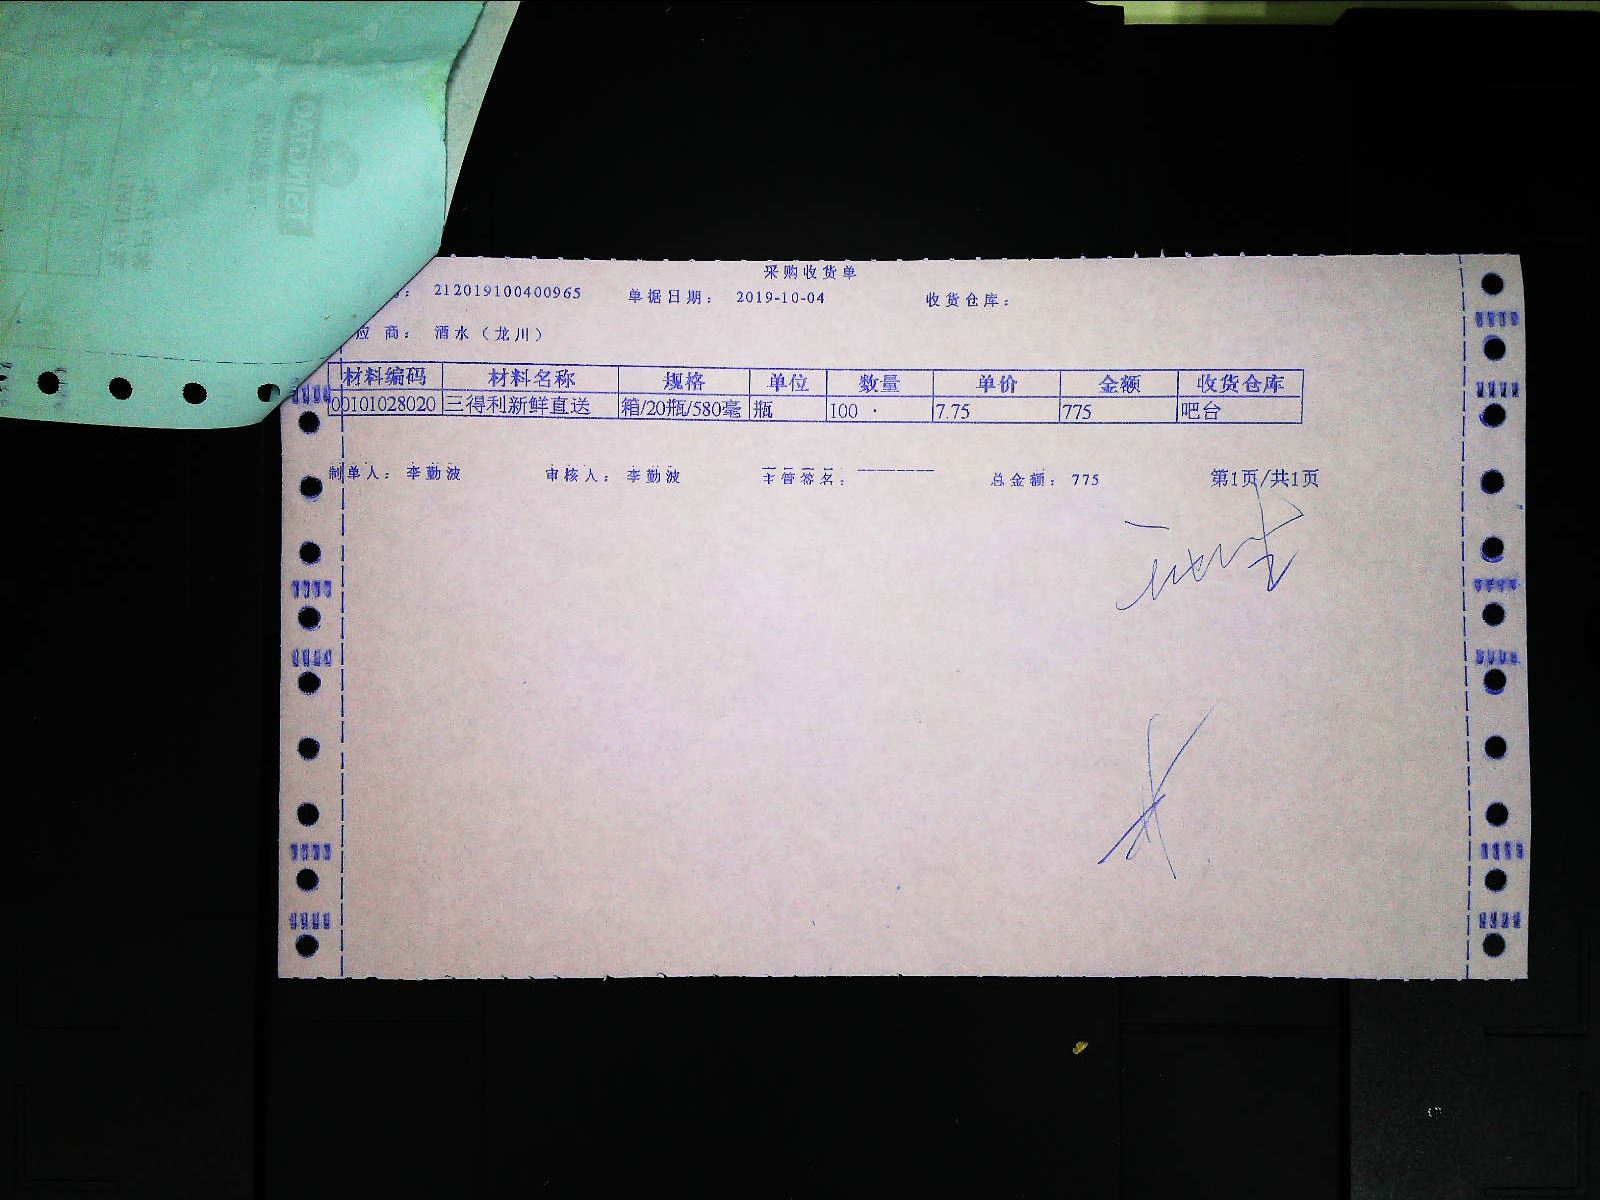 采购收货单
: 212019100400965 单据日期: 2019-10-04 收货仓库:
应 商: 酒水（龙川）
材料编码 材料名称 规格 单位 数量 单价 金额 收货仓库
00101028020 三得利新鲜直送 箱/20瓶/580毫 瓶 100 7.75 775 吧台
制单人: 李勤波 审核人: 李勤波 主管签名: 总金额: 775 第1页/共1页
TSINGTAO